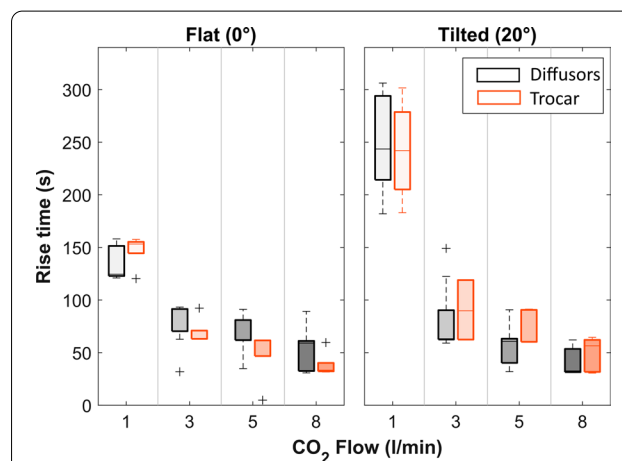 Flat (0°)
Tilted (20°)
Diffusors
Trocar
Rise time (s)
300
250
200
150
100
50
0
1 3 5 8
1 3 5 8
CO₂ Flow (l/min)